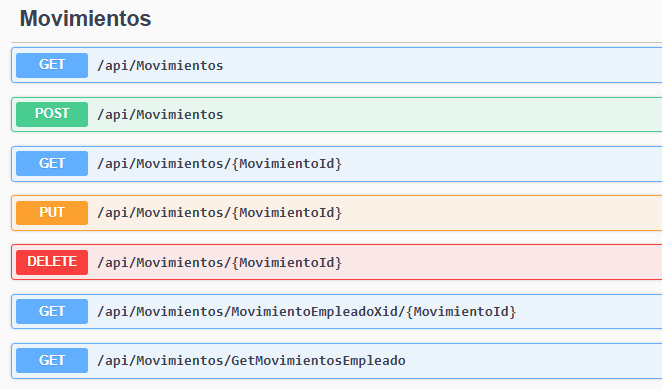 Movimientos
GET /api/Movimientos
POST /api/Movimientos
GET /api/Movimientos/{MovimientoId}
PUT /api/Movimientos/{MovimientoId}
DELETE /api/Movimientos/{MovimientoId}
GET /api/Movimientos/MovimientoEmpleadoXid/{MovimientoId}
GET /api/Movimientos/GetMovimientosEmpleado